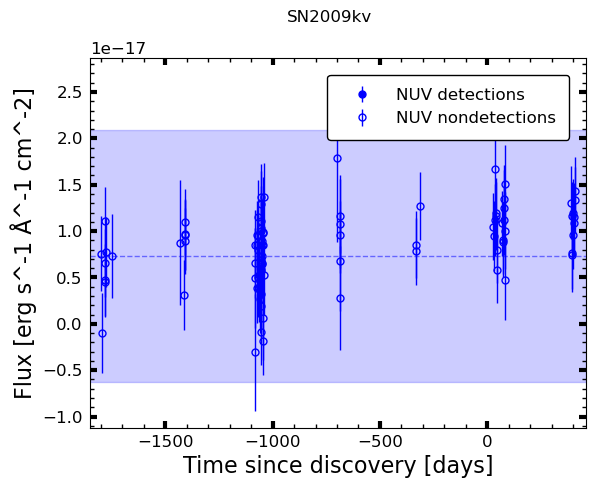 SN2009kv
1e−17
NUV detections
NUV nondetections
2.5
2.0
1.5
1.0
0.5
0.0
−0.5
−1.0
Flux [erg s^-1 Å^-1 cm^-2]
−1500
−1000
−500
0
Time since discovery [days]